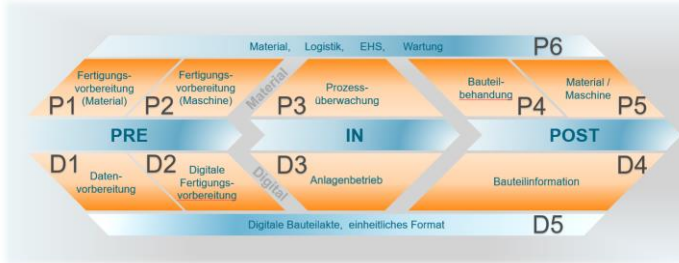 Material, Logistik, EHS, Wartung P6
Fertigungs-
vorbereitung
(Material)
P1
Fertigungs-
vorbereitung
(Maschine)
P2
Material
Prozess-
überwachung
P3
Bauteil-
behandung
P4
Material /
Maschine
P5
PRE IN POST
D1
Daten-
vorbereitung
D2
Digitale
Fertigungs-
vorbereitung
Digital
D3
Anlagenbetrieb
D4
Bauteilinformation
Digitale Bauteilakte, einheitliches Format D5